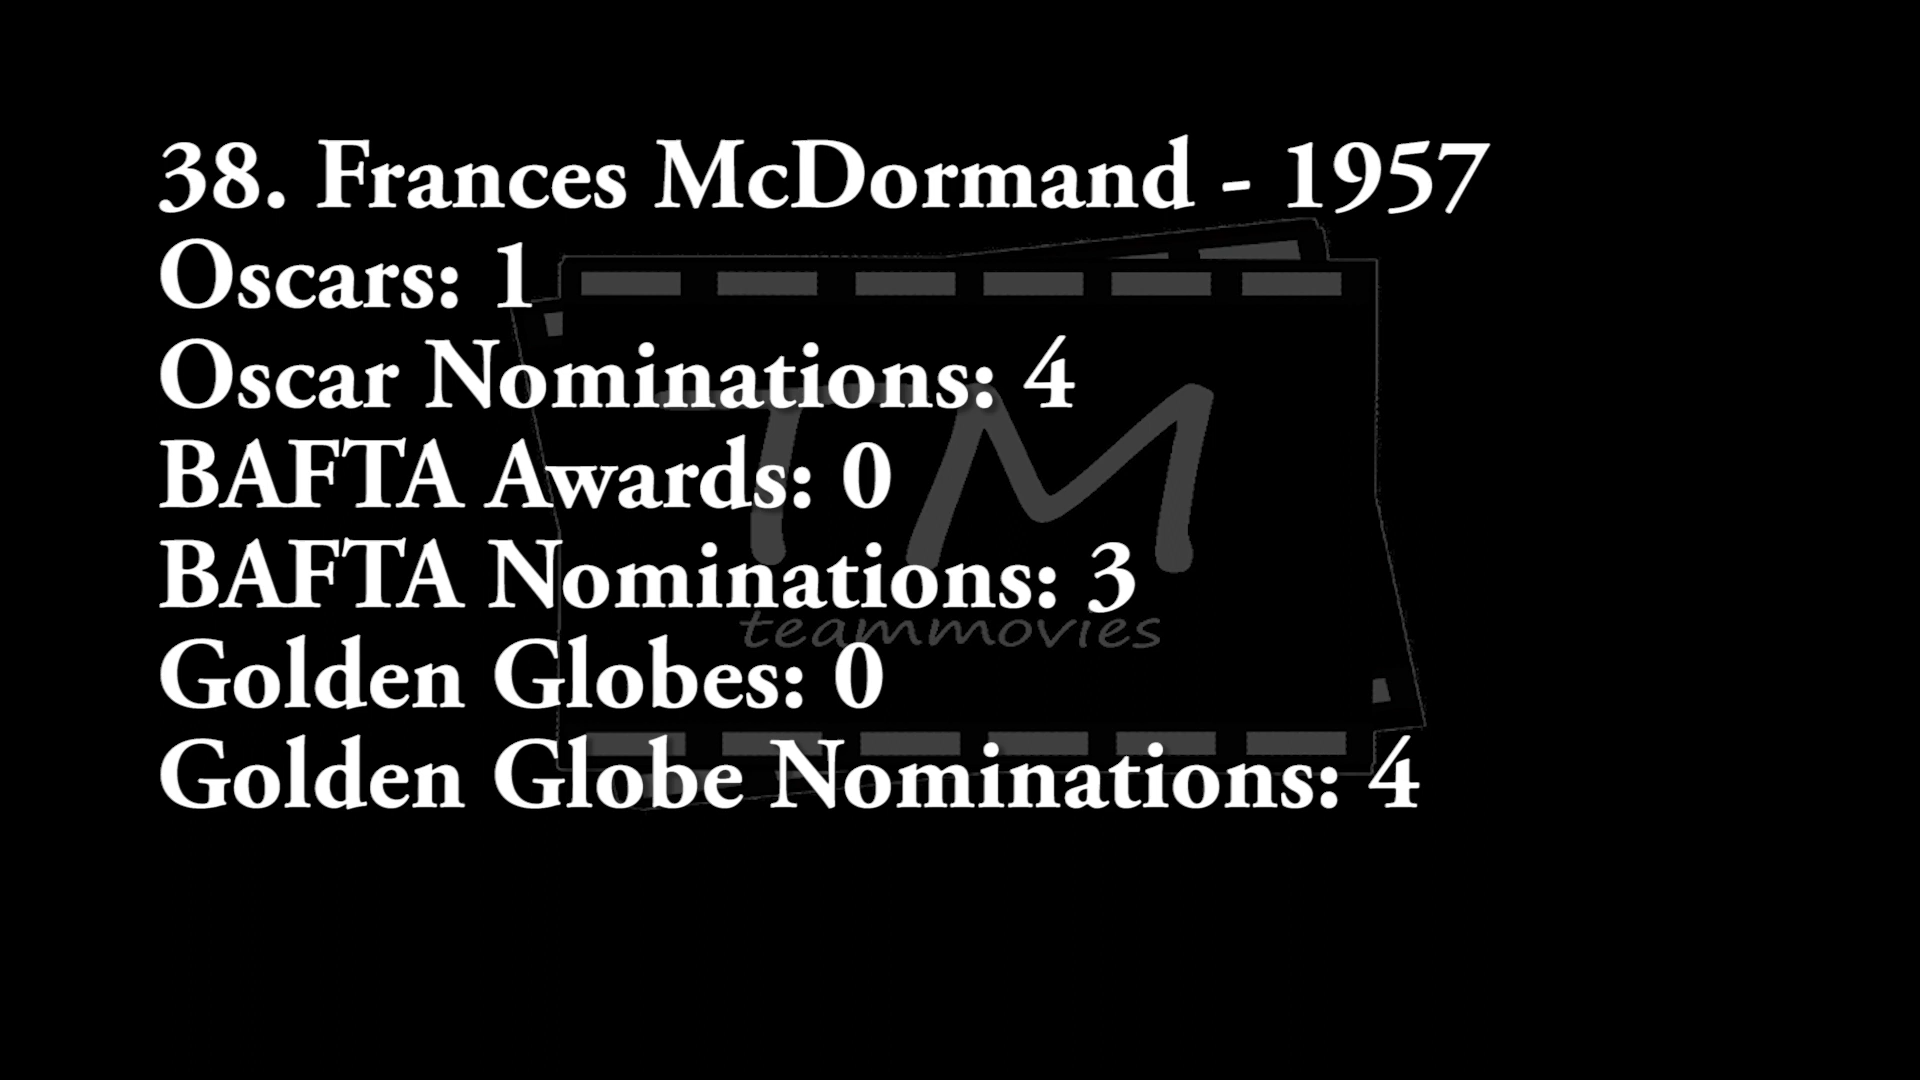 38. Frances McDormand - 1957
Oscars: 1
Oscar Nominations: 4
BAFTA Awards: 0
BAFTA Nominations: 3
Golden Globes: 0
Golden Globe Nominations: 4
TM
teammovies